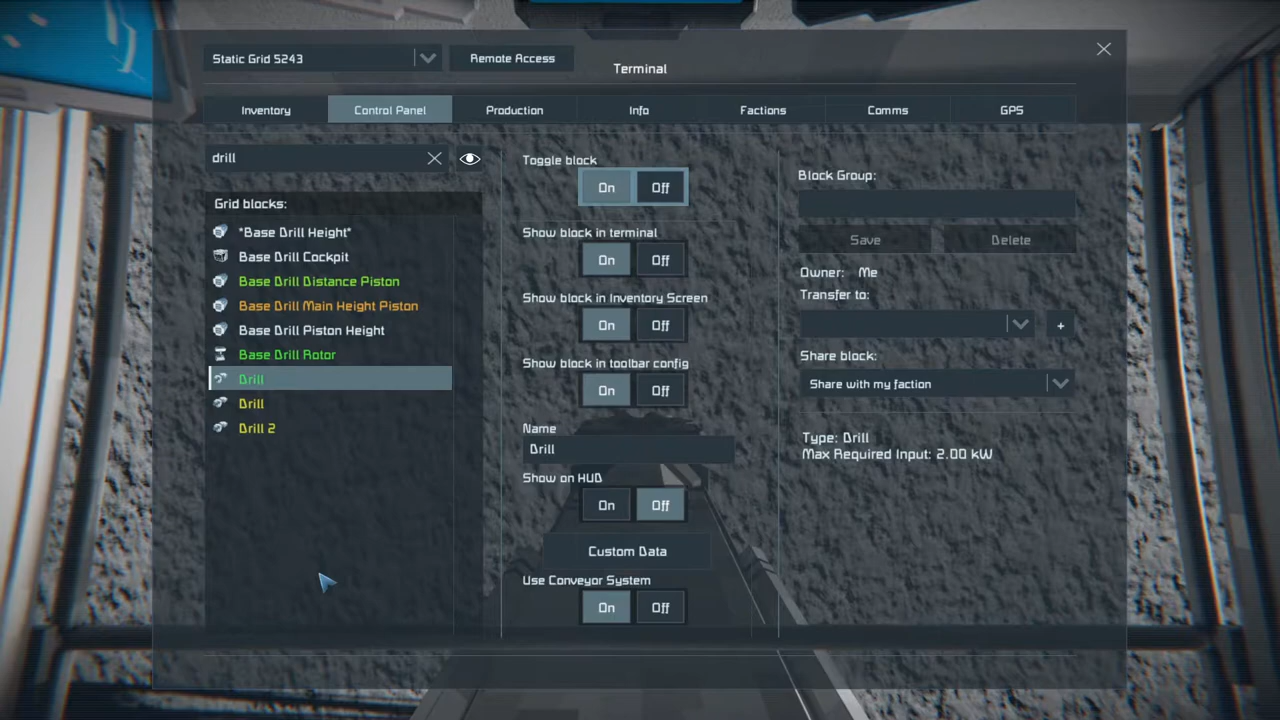 Static Grid 5243
Remote Access
Terminal
Inventory
Control Panel
Production
Info
Factions
Comms
GPS
drill
Grid blocks:
*Base Drill Height*
Base Drill Cockpit
Base Drill Distance Piston
Base Drill Main Height Piston
Base Drill Piston Height
Base Drill Rotor
Drill
Drill
Drill 2
Toggle block
On Off
Show block in terminal
On Off
Show block in Inventory Screen
On Off
Show block in toolbar config
On Off
Name
Drill
Show on HUD
On Off
Custom Data
Use Conveyor System
On Off
Block Group:
Save Delete
Owner: Me
Transfer to:
+
Share block:
Share with my faction
Type: Drill
Max Required Input: 2.00 kW